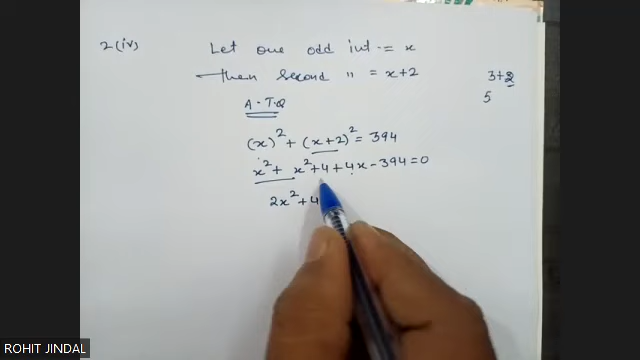 2(iv) Let one odd int. = x
then second " = x+2
3+2
5
A.T.Q
(x)² + (x+2)² = 394
x² + x² + 4 + 4x - 394 = 0
2x² + 4
ROHIT JINDAL